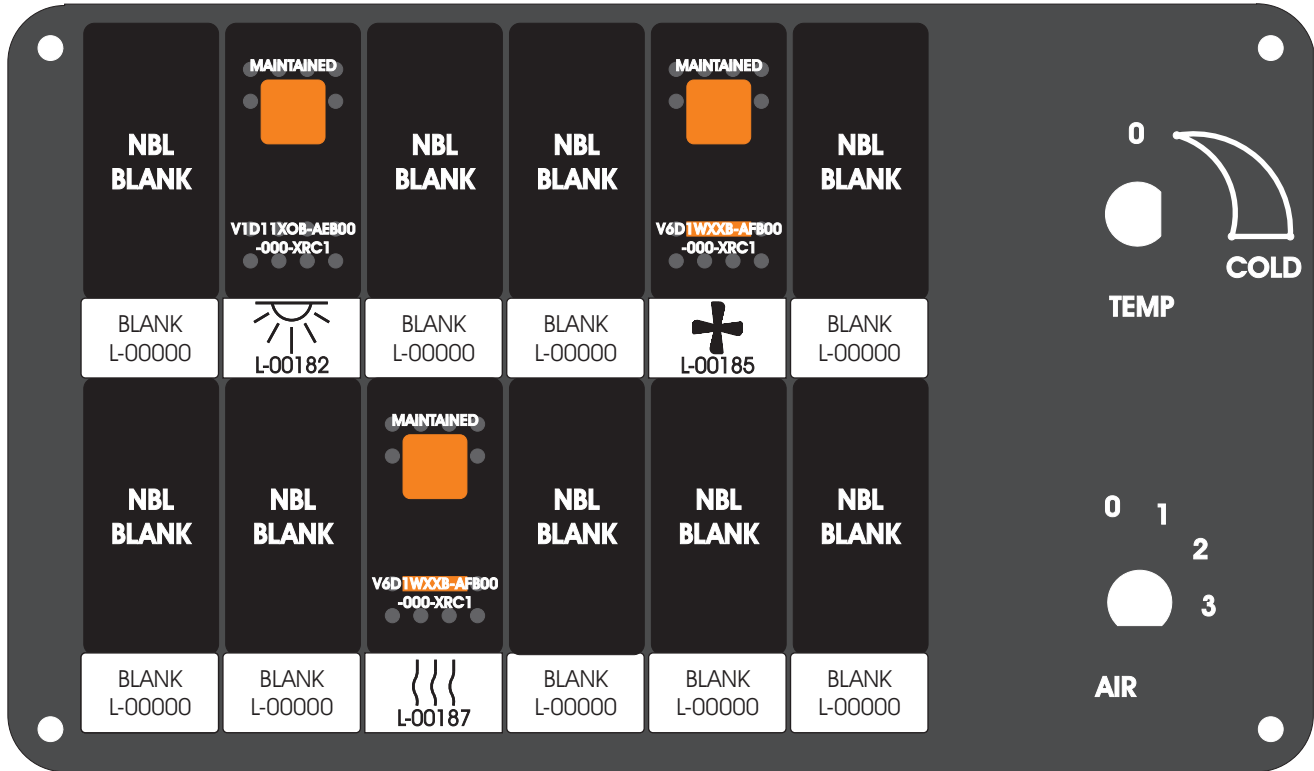 NBL
BLANK
MAINTAINED
V1D11XOB-AEB00
-000-XRC1
NBL
BLANK
NBL
BLANK
MAINTAINED
V6D1WXXB-AFB00
-000-XRC1
NBL
BLANK
BLANK
L-00000
L-00182
BLANK
L-00000
BLANK
L-00000
L-00185
BLANK
L-00000
NBL
BLANK
NBL
BLANK
MAINTAINED
V6D1WXXB-AFB00
-000-XRC1
NBL
BLANK
NBL
BLANK
NBL
BLANK
BLANK
L-00000
BLANK
L-00000
L-00187
BLANK
L-00000
BLANK
L-00000
BLANK
L-00000
0
COLD
TEMP
0
1
2
3
AIR